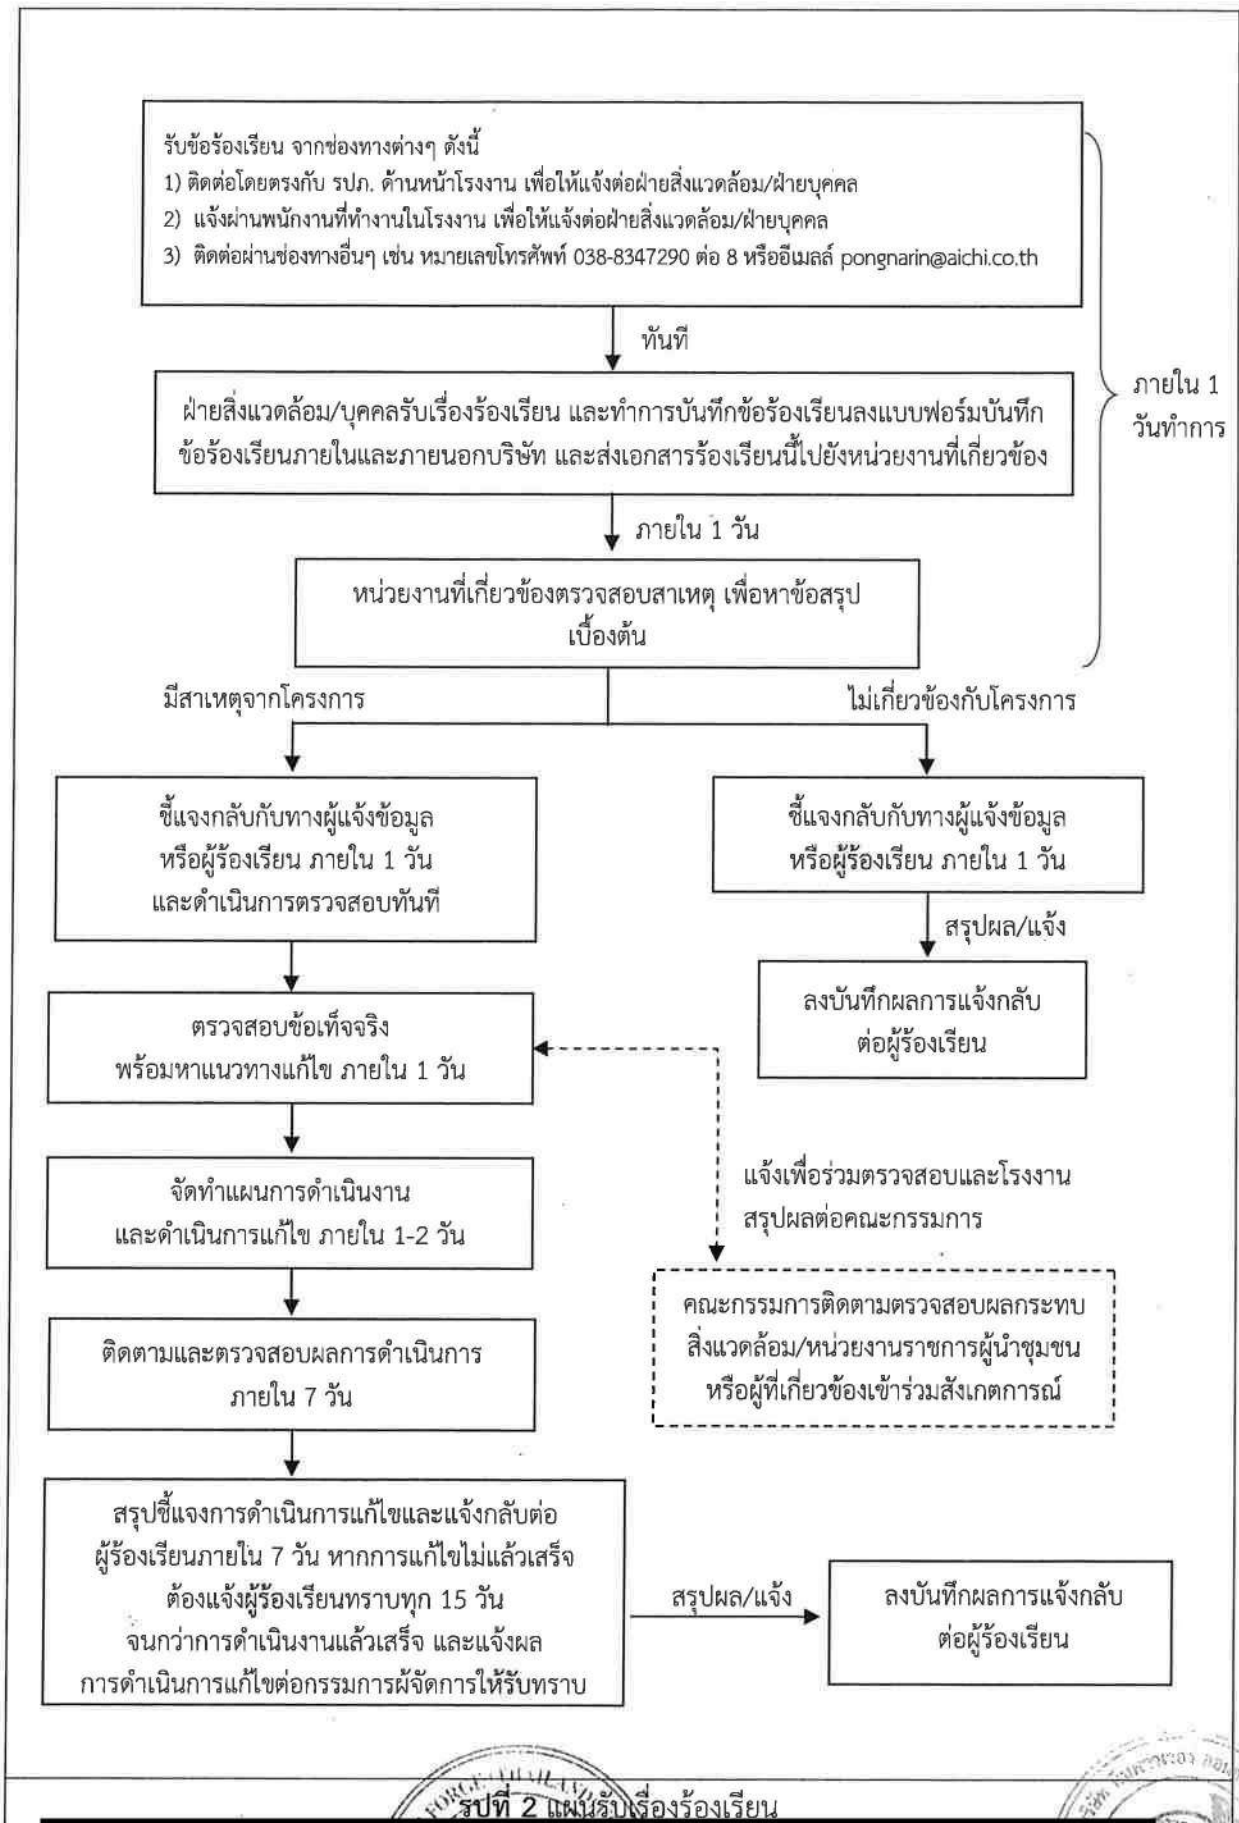 รับข้อร้องเรียน จากช่องทางต่างๆ ดังนี้
1) ติดต่อโดยตรงกับ รปภ. ด้านหน้าโรงงาน เพื่อให้แจ้งต่อฝ่ายสิ่งแวดล้อม/ฝ่ายบุคคล
2) แจ้งผ่านพนักงานที่ทำงานในโรงงาน เพื่อให้แจ้งต่อฝ่ายสิ่งแวดล้อม/ฝ่ายบุคคล
3) ติดต่อผ่านช่องทางอื่นๆ เช่น หมายเลขโทรศัพท์ 038-8347290 ต่อ 8 หรืออีเมลล์ pongnarin@aichi.co.th
ทันที
ภายใน 1
วันทำการ
ฝ่ายสิ่งแวดล้อม/บุคคลรับเรื่องร้องเรียน และทำการบันทึกข้อร้องเรียนลงแบบฟอร์มบันทึก
ข้อร้องเรียนภายในและภายนอกบริษัท และส่งเอกสารร้องเรียนนี้ไปยังหน่วยงานที่เกี่ยวข้อง
ภายใน 1 วัน
หน่วยงานที่เกี่ยวข้องตรวจสอบสาเหตุ เพื่อหาข้อสรุป
เบื้องต้น
มีสาเหตุจากโครงการ
ไม่เกี่ยวข้องกับโครงการ
ชี้แจงกลับกับทางผู้แจ้งข้อมูล
หรือผู้ร้องเรียน ภายใน 1 วัน
และดำเนินการตรวจสอบทันที
ชี้แจงกลับกับทางผู้แจ้งข้อมูล
หรือผู้ร้องเรียน ภายใน 1 วัน
สรุปผล/แจ้ง
ลงบันทึกผลการแจ้งกลับ
ต่อผู้ร้องเรียน
ตรวจสอบข้อเท็จจริง
พร้อมหาแนวทางแก้ไข ภายใน 1 วัน
จัดทำแผนการดำเนินงาน
และดำเนินการแก้ไข ภายใน 1-2 วัน
แจ้งเพื่อร่วมตรวจสอบและโรงงาน
สรุปผลต่อคณะกรรมการ
คณะกรรมการติดตามตรวจสอบผลกระทบ
สิ่งแวดล้อม/หน่วยงานราชการผู้นำชุมชน
หรือผู้ที่เกี่ยวข้องเข้าร่วมสังเกตการณ์
ติดตามและตรวจสอบผลการดำเนินการ
ภายใน 7 วัน
สรุปชี้แจงการดำเนินการแก้ไขและแจ้งกลับต่อ
ผู้ร้องเรียนภายใน 7 วัน หากการแก้ไขไม่แล้วเสร็จ
ต้องแจ้งผู้ร้องเรียนทราบทุก 15 วัน
จนกว่าการดำเนินงานแล้วเสร็จ และแจ้งผล
การดำเนินการแก้ไขต่อกรรมการผู้จัดการให้รับทราบ
สรุปผล/แจ้ง
ลงบันทึกผลการแจ้งกลับ
ต่อผู้ร้องเรียน
FORGE THAILAND
รูปที่ 2 แผนรับเรื่องร้องเรียน